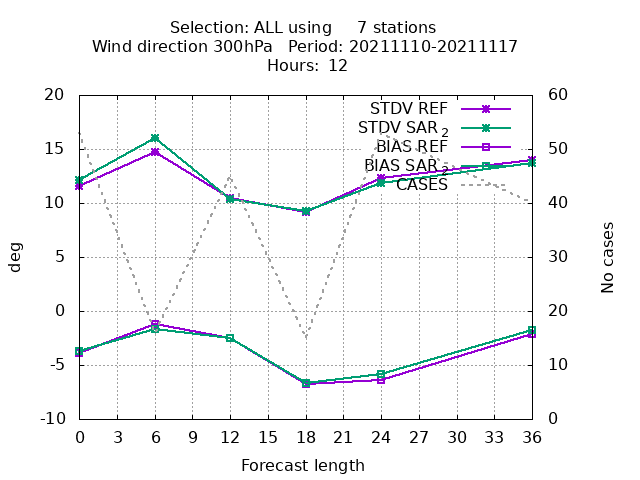 Selection: ALL using     7 stations
Wind direction 300hPa   Period: 20211110-20211117
Hours: 12
20
15
10
5
0
-5
-10
60
50
40
30
20
10
0
deg
No cases
STDV REF
STDV SAR 2
BIAS REF
BIAS SAR 2
CASES
0 3 6 9 12 15 18 21 24 27 30 33 36
Forecast length